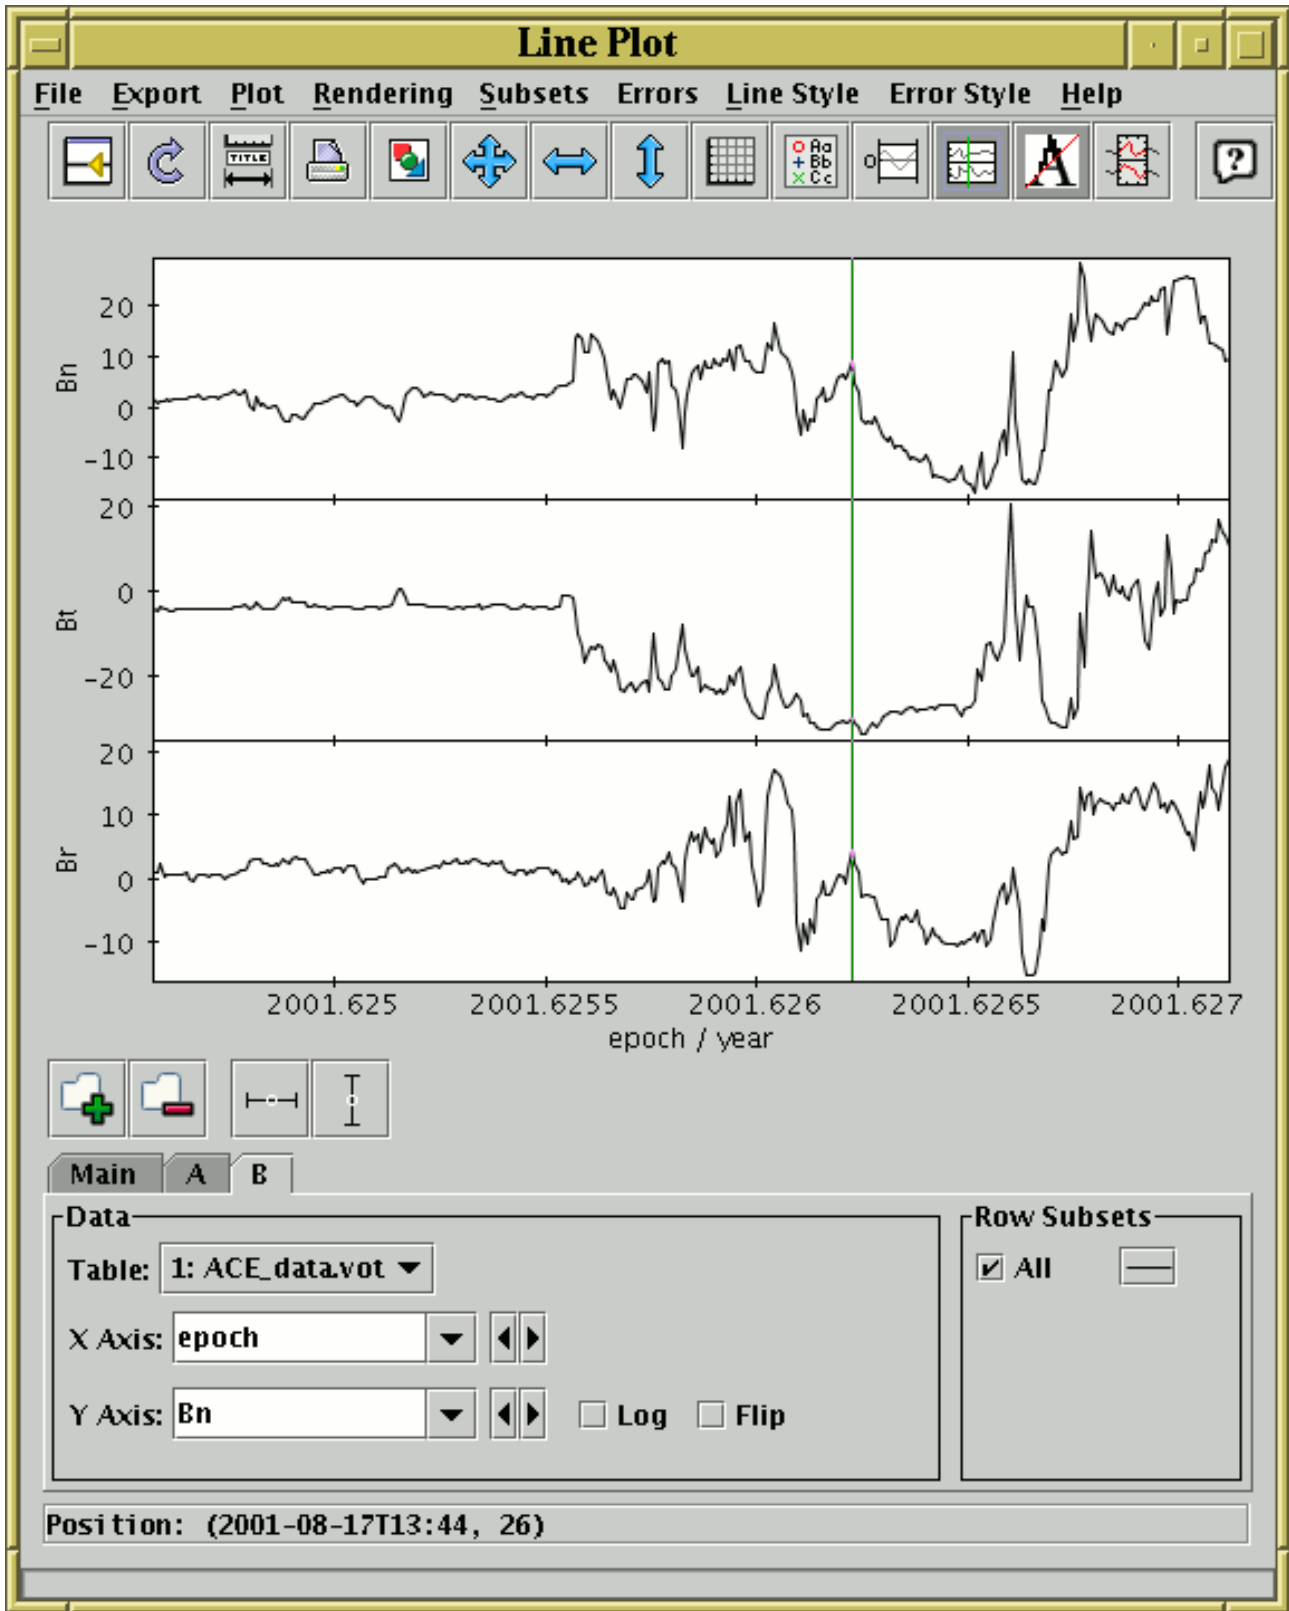 Line Plot
File Export Plot Rendering Subsets Errors Line Style Error Style Help
TITLE
Aa
Bb
Cc
A
?
20
10
0
-10
Bn
20
0
-20
Bt
20
10
0
-10
Br
2001.625 2001.6255 2001.626 2001.6265 2001.627
epoch / year
Main A B
Data
Table: 1: ACE_data.vot
X Axis: epoch
Y Axis: Bn Log Flip
Row Subsets
All
Position: (2001-08-17T13:44, 26)